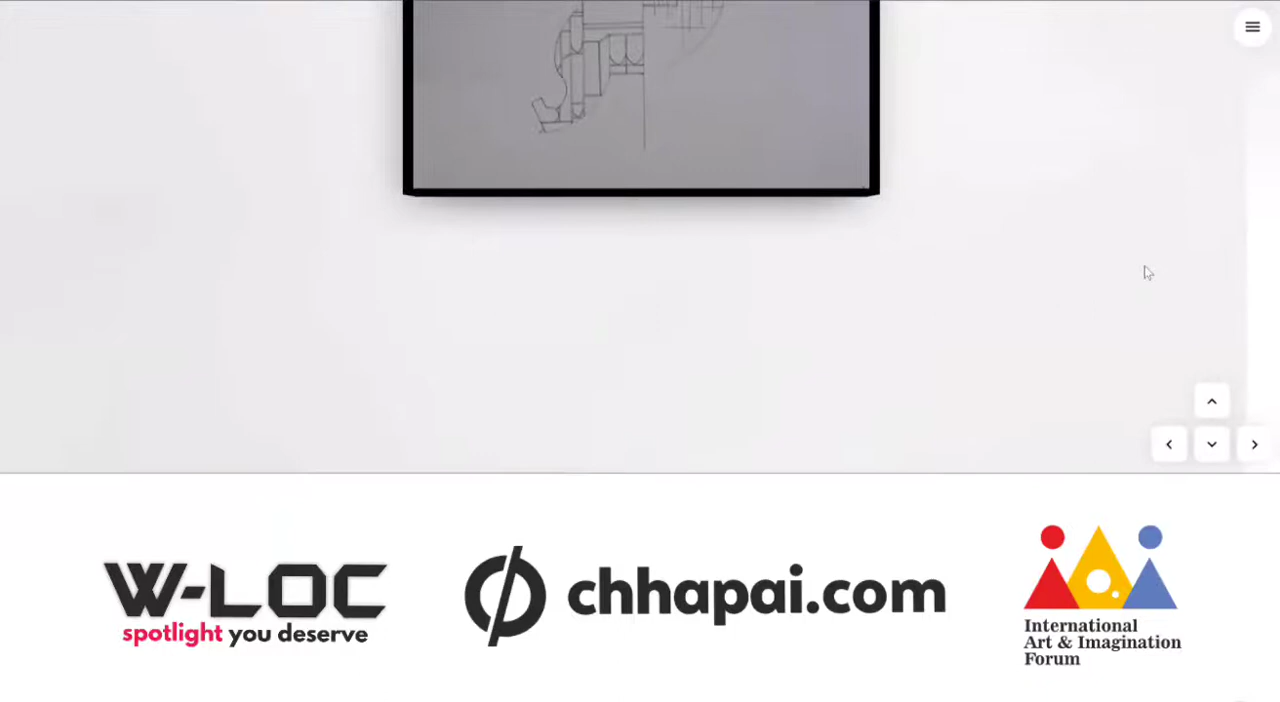 W-LOC
spotlight you deserve
chhapai.com
International
Art & Imagination
Forum